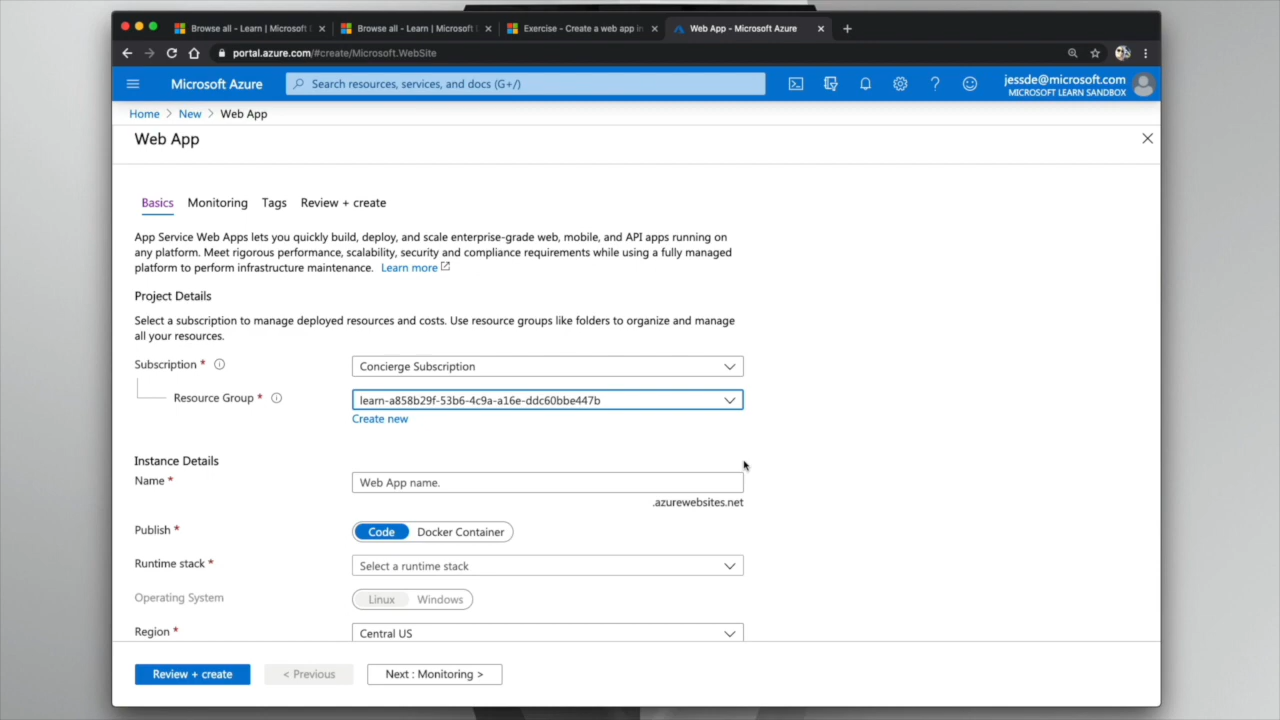 Browse all - Learn | Microsoft
Browse all - Learn | Microsoft
Exercise - Create a web app in
Web App - Microsoft Azure
portal.azure.com/#create/Microsoft.WebSite
Microsoft Azure
Search resources, services, and docs (G+/)
jessde@microsoft.com
MICROSOFT LEARN SANDBOX
Home > New > Web App
Web App
Basics Monitoring Tags Review + create
App Service Web Apps lets you quickly build, deploy, and scale enterprise-grade web, mobile, and API apps running on
any platform. Meet rigorous performance, scalability, security and compliance requirements while using a fully managed
platform to perform infrastructure maintenance. Learn more
Project Details
Select a subscription to manage deployed resources and costs. Use resource groups like folders to organize and manage
all your resources.
Subscription *
Concierge Subscription
Resource Group *
learn-a858b29f-53b6-4c9a-a16e-ddc60bbe447b
Create new
Instance Details
Name *
Web App name.
.azurewebsites.net
Publish *
Code Docker Container
Runtime stack *
Select a runtime stack
Operating System
Linux Windows
Region *
Central US
Review + create
< Previous
Next : Monitoring >